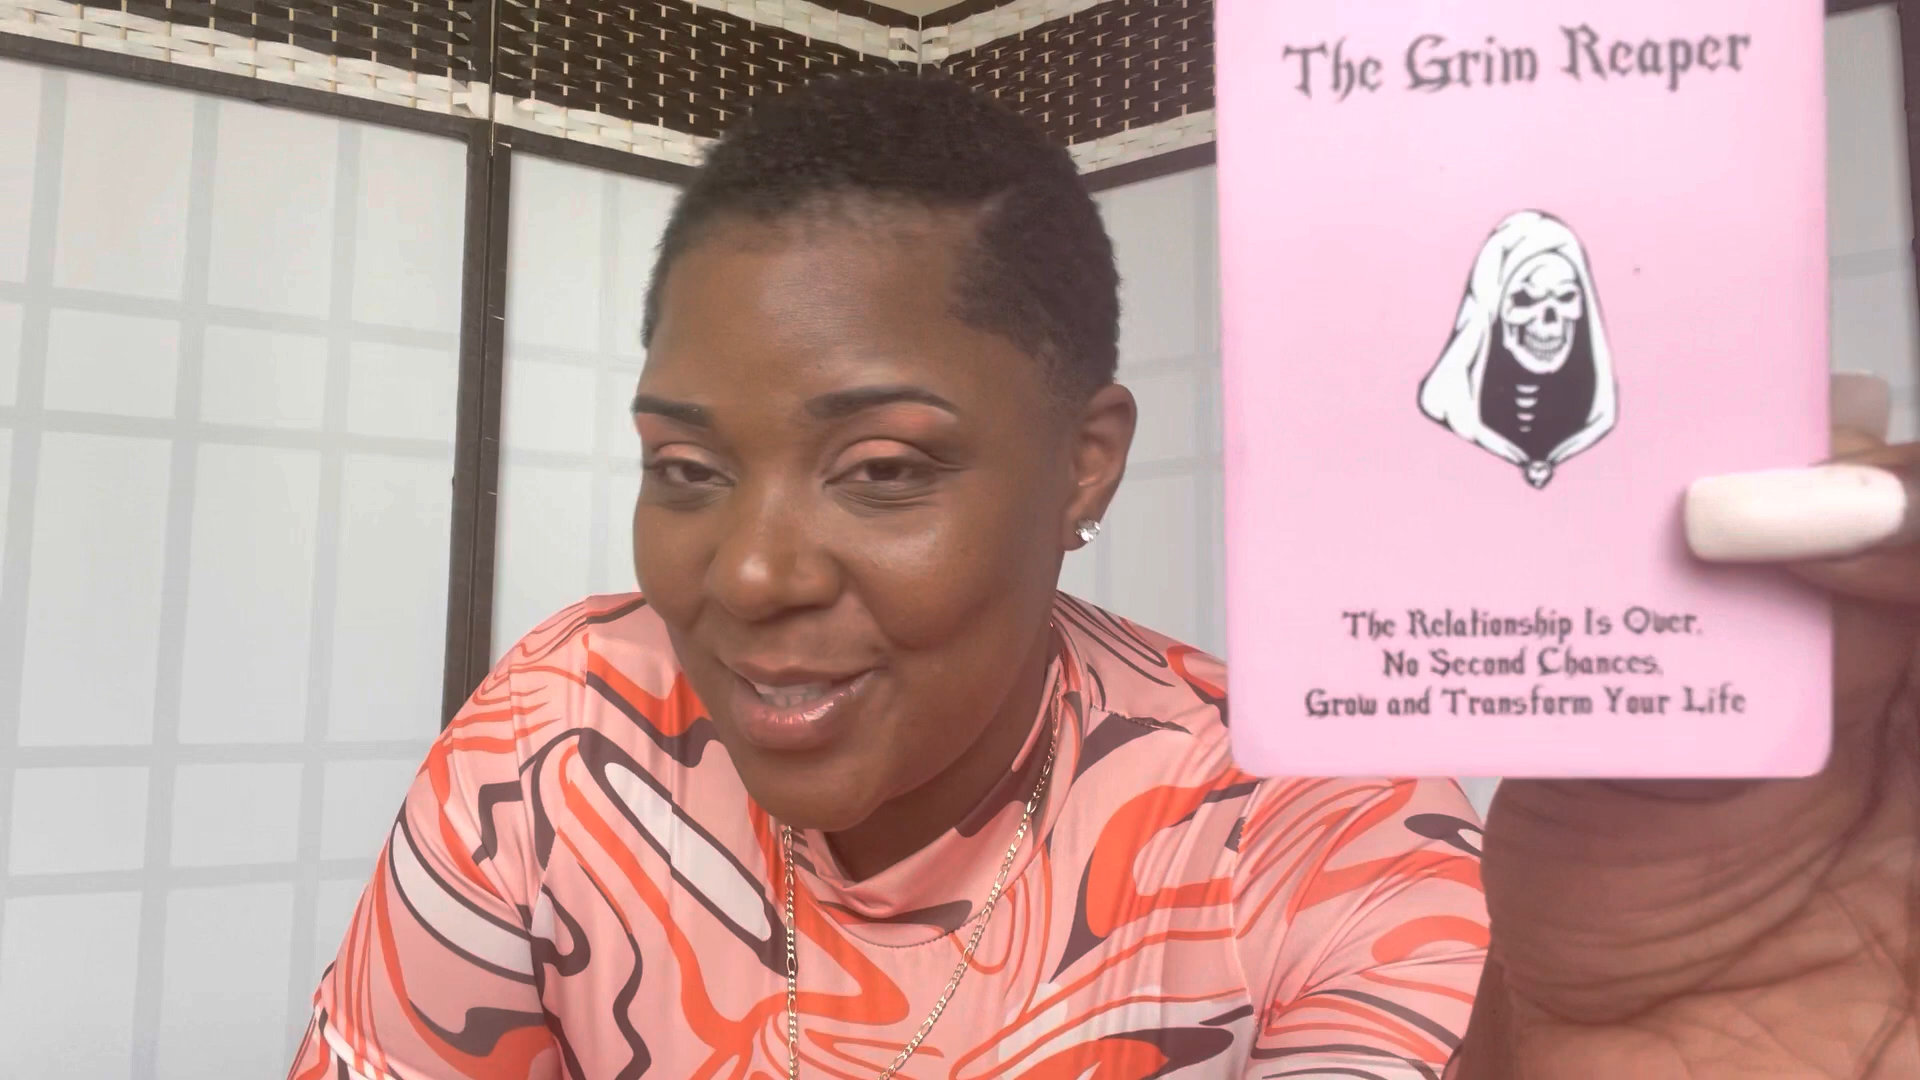 The Grim Reaper
The Relationship Is Over.
No Second Chances.
Grow and Transform Your Life